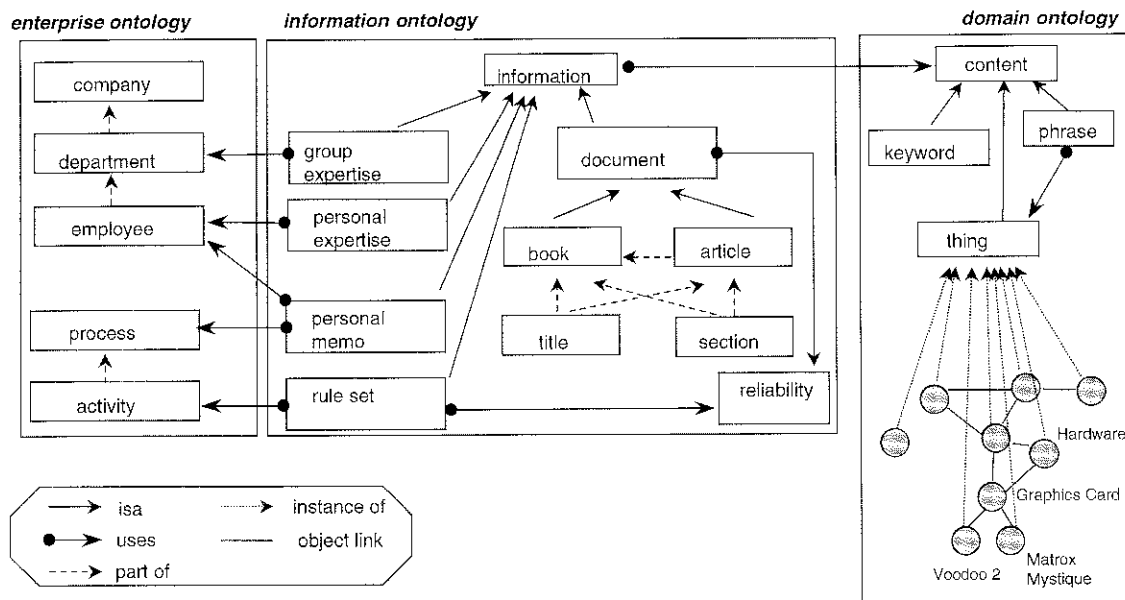 enterprise ontology
information ontology
domain ontology
company
department
employee
process
activity
information
group
expertise
personal
expertise
personal
memo
rule set
document
book
article
title
section
reliability
content
keyword
phrase
thing
Hardware
Graphics Card
Voodoo 2
Matrox
Mystique
isa
uses
part of
instance of
object link